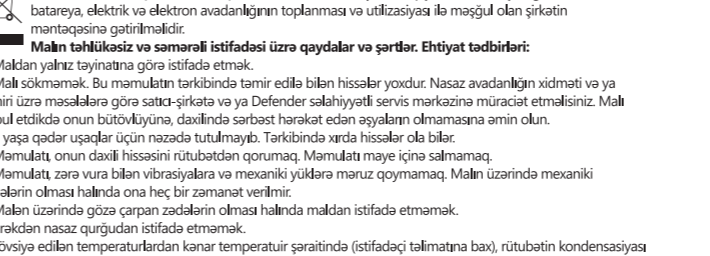 batareya, elektrik və elektron avadanlığının toplanması və utilizasiyası ilə məşğul olan şirkətin
məntəqəsinə gətirilməlidir.
Malın təhlükəsiz və səmərəli istifadəsi üzrə qaydalar və şərtlər. Ehtiyat tədbirləri:
Maldan yalnız təyinatına görə istifadə etmək.
Malı sökməmək. Bu məmulatın tərkibində təmir edilə bilən hissələr yoxdur. Nasaz avadanlığın xidməti və ya
üzrə məsələlərə görə satıcı-şirkətə və ya Defender səlahiyyətli servis mərkəzinə müraciət etməlisiniz. Malı
etdikdə onun bütövlüyünə, daxilində sərbəst hərəkət edən əşyaların olmamasına əmin olun.
yaşa qədər uşaqlar üçün nəzədə tutulmayıb. Tərkibində xırda hissələr ola bilər.
Məmulatı, onun daxili hissəsini rütubətdən qorumaq. Məmulatı maye içinə salmamaq.
Məmulatı, zərə vura bilən vibrasiyalara və mexaniki yüklərə məruz qoymamaq. Malın üzərində mexaniki
olması halında ona heç bir zəmanət verilmir.
Malən üzərində gözə çarpan zədələrin olması halında maldan istifadə etməmək.
nasaz qurğudan istifadə etməmək.
edilən temperaturlardan kənar temperatuir şəraitində (istifadəçi təlimatına bax), rütubətin kondensasiyası